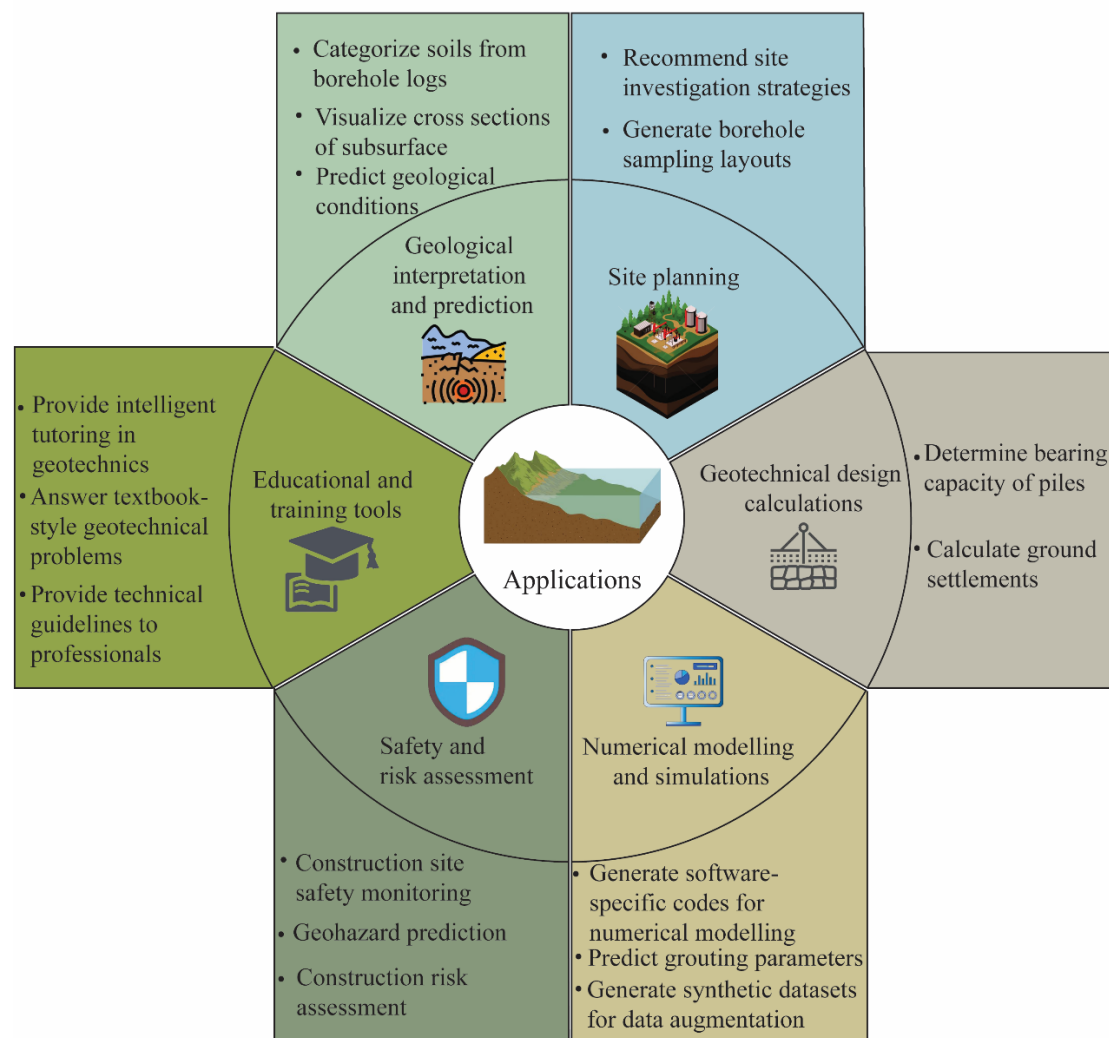 • Categorize soils from
borehole logs
• Visualize cross sections
of subsurface
• Predict geological
conditions
Geological
interpretation
and prediction
• Recommend site
investigation strategies
• Generate borehole
sampling layouts
Site planning
• Provide intelligent
tutoring in
geotechnics
• Answer textbook-
style geotechnical
problems
• Provide technical
guidelines to
professionals
Educational and
training tools
Applications
Geotechnical design
calculations
• Determine bearing
capacity of piles
• Calculate ground
settlements
Safety and
risk assessment
• Construction site
safety monitoring
• Geohazard prediction
• Construction risk
assessment
Numerical modelling
and simulations
• Generate software-
specific codes for
numerical modelling
• Predict grouting parameters
• Generate synthetic datasets
for data augmentation